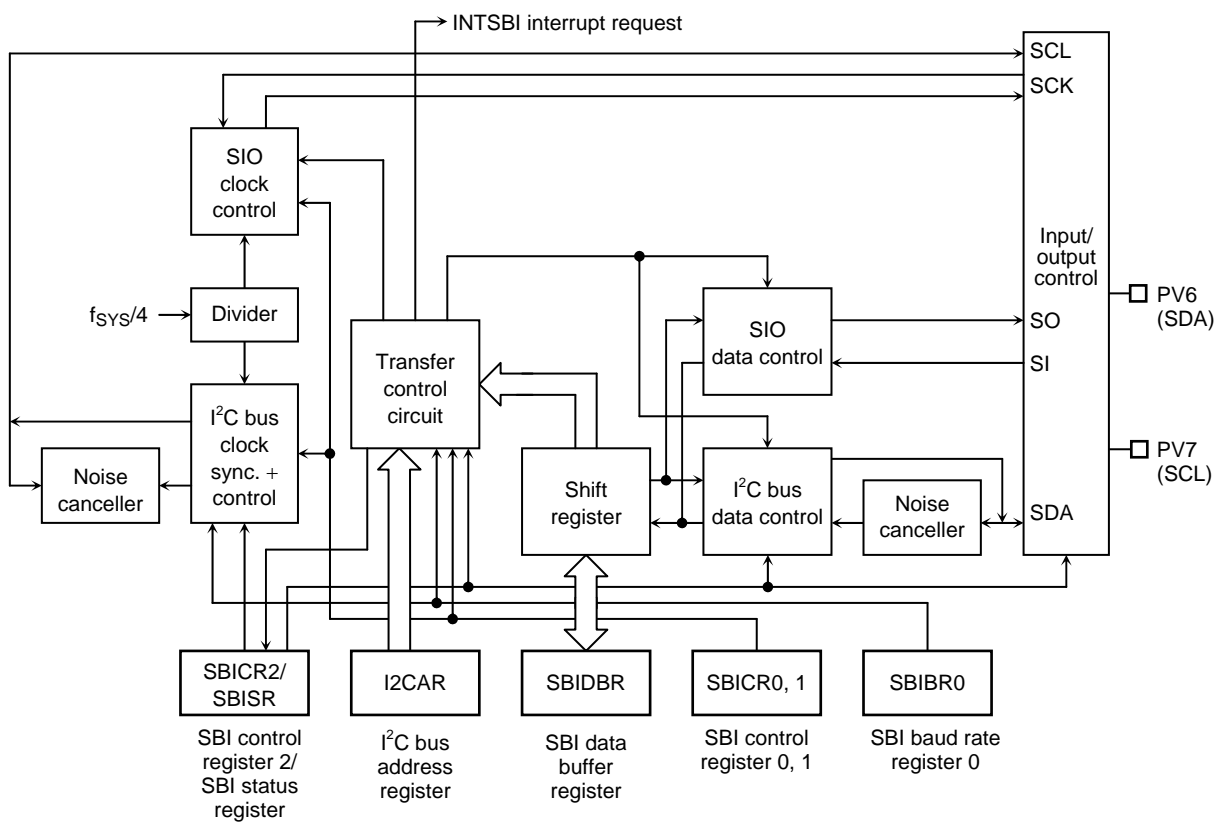 INTSBI interrupt request
SCL
SCK
SIO
clock
control
Input/
output
control
f_SYS/4
Divider
PV6
(SDA)
SIO
data control
SO
SI
Transfer
control
circuit
I²C bus
clock
sync. +
control
Noise
canceller
PV7
(SCL)
Shift
register
I²C bus
data control
Noise
canceller
SDA
SBICR2/
SBISR
I2CAR
SBIDBR
SBICR0, 1
SBIBR0
SBI control
register 2/
SBI status
register
I²C bus
address
register
SBI data
buffer
register
SBI control
register 0, 1
SBI baud rate
register 0